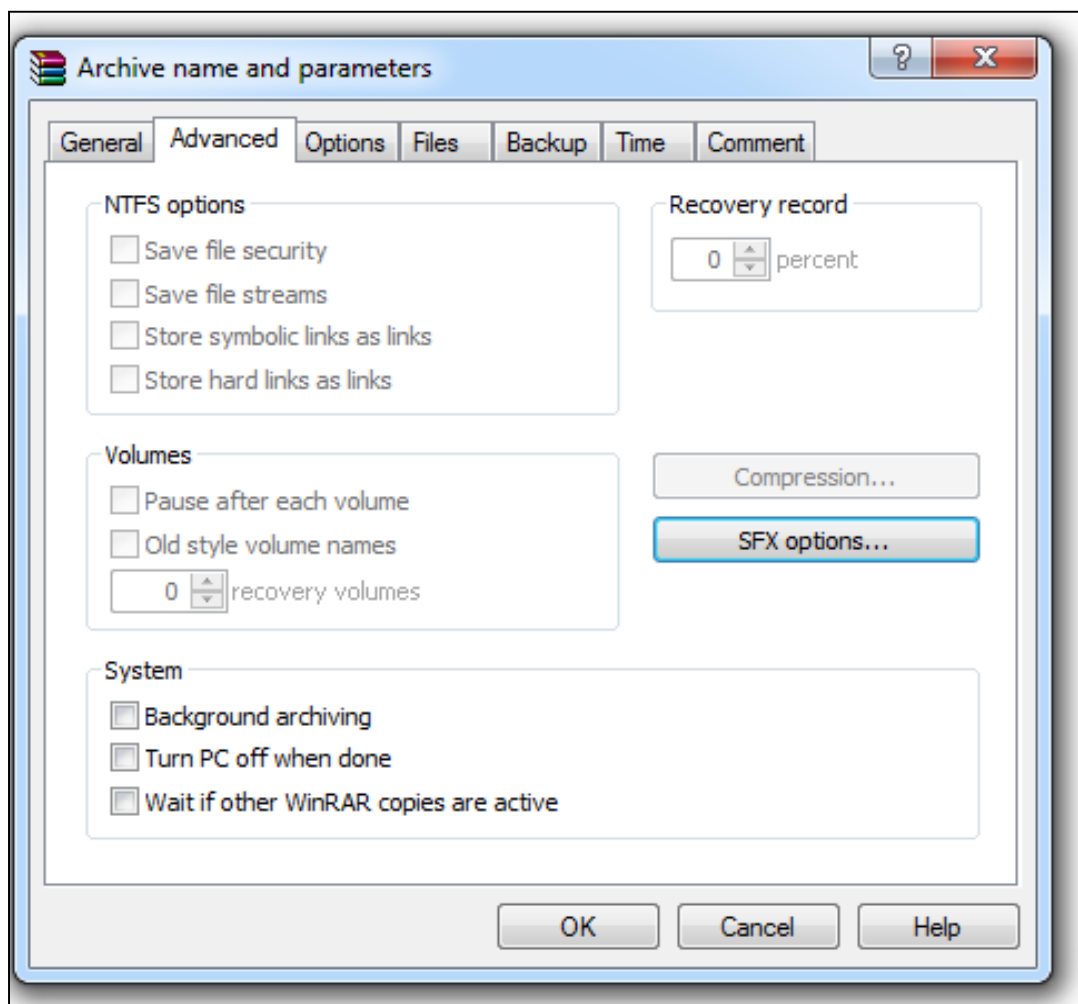 Archive name and parameters
General Advanced Options Files Backup Time Comment
NTFS options
Save file security
Save file streams
Store symbolic links as links
Store hard links as links
Recovery record
0 percent
Volumes
Pause after each volume
Old style volume names
0 recovery volumes
Compression...
SFX options...
System
Background archiving
Turn PC off when done
Wait if other WinRAR copies are active
OK Cancel Help